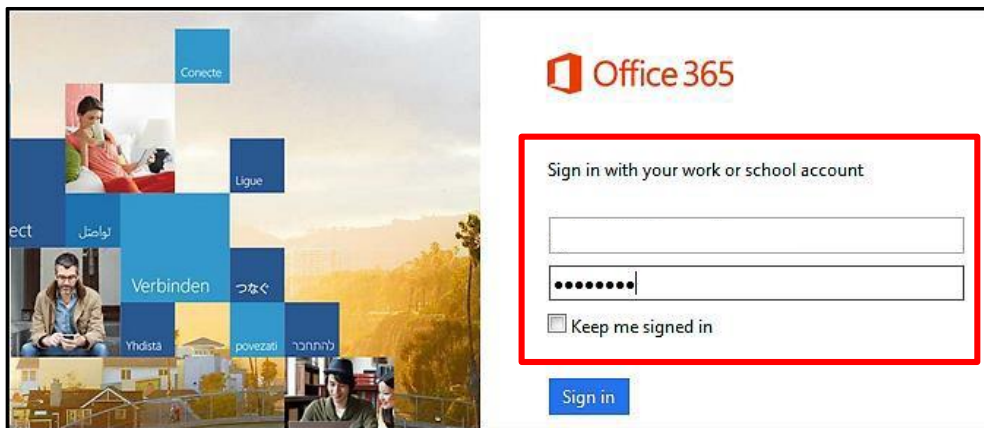 Conecte
Ligue
ect
تواصل
Verbinden
つなぐ
Yhdistä
povezati
להתחבר
Office 365
Sign in with your work or school account
••••••••
Keep me signed in
Sign in